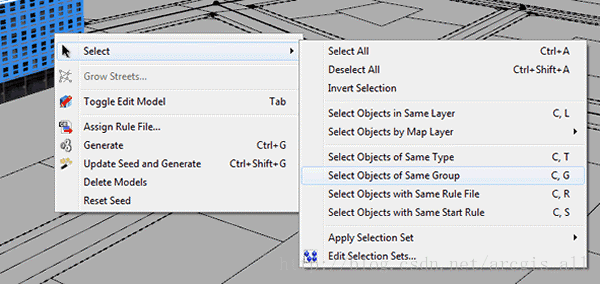 Select
Grow Streets...
Toggle Edit Model Tab
Assign Rule File...
Generate Ctrl+G
Update Seed and Generate Ctrl+Shift+G
Delete Models
Reset Seed
Select All Ctrl+A
Deselect All Ctrl+Shift+A
Invert Selection
Select Objects in Same Layer C, L
Select Objects by Map Layer
Select Objects of Same Type C, T
Select Objects of Same Group C, G
Select Objects with Same Rule File C, R
Select Objects with Same Start Rule C, S
Apply Selection Set
Edit Selection Sets...
http://blog.csdn.net/arcgis_all